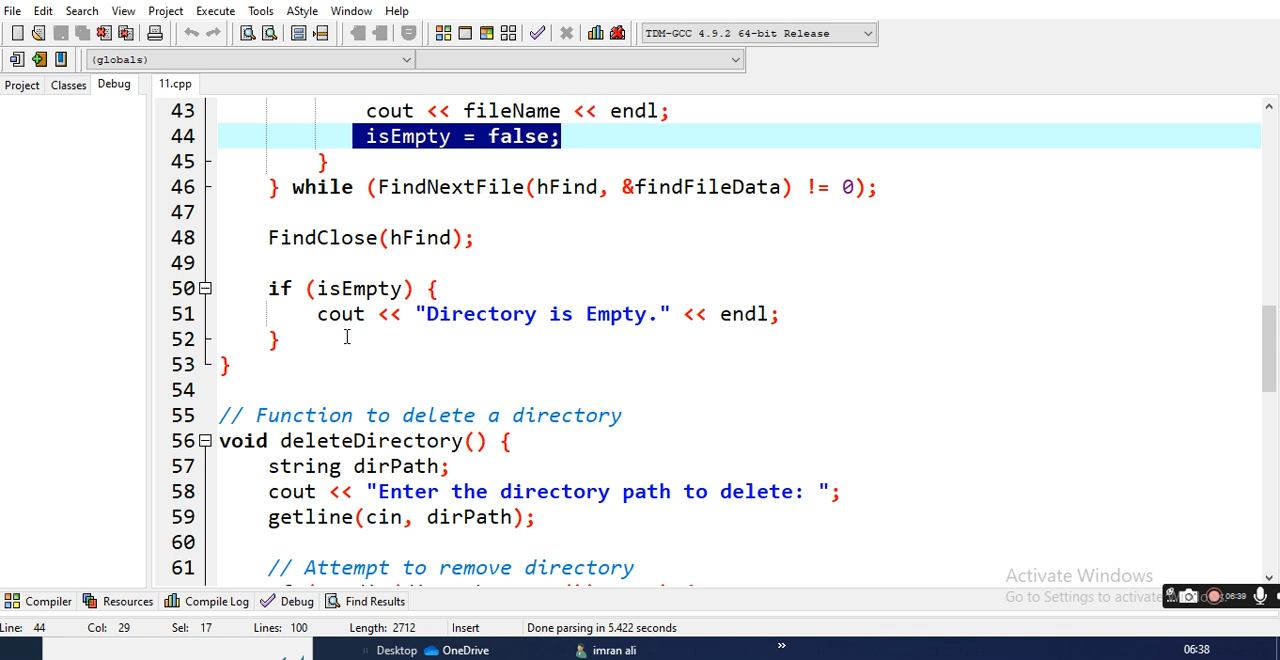 File Edit Search View Project Execute Tools AStyle Window Help
TDM-GCC 4.9.2 64-bit Release
(globals)
Project Classes Debug 11.cpp
43 cout << fileName << endl;
44 isEmpty = false;
45 }
46 } while (FindNextFile(hFind, &findFileData) != 0);
47
48 FindClose(hFind);
49
50 if (isEmpty) {
51 cout << "Directory is Empty." << endl;
52 }
53 }
54
55 // Function to delete a directory
56 void deleteDirectory() {
57 string dirPath;
58 cout << "Enter the directory path to delete: ";
59 getline(cin, dirPath);
60
61 // Attempt to remove directory
Activate Windows
Go to Settings to activate
06:39
Compiler Resources Compile Log Debug Find Results
Line: 44 Col: 29 Sel: 17 Lines: 100 Length: 2712 Insert Done parsing in 5.422 seconds
Desktop OneDrive imran ali » 06:38